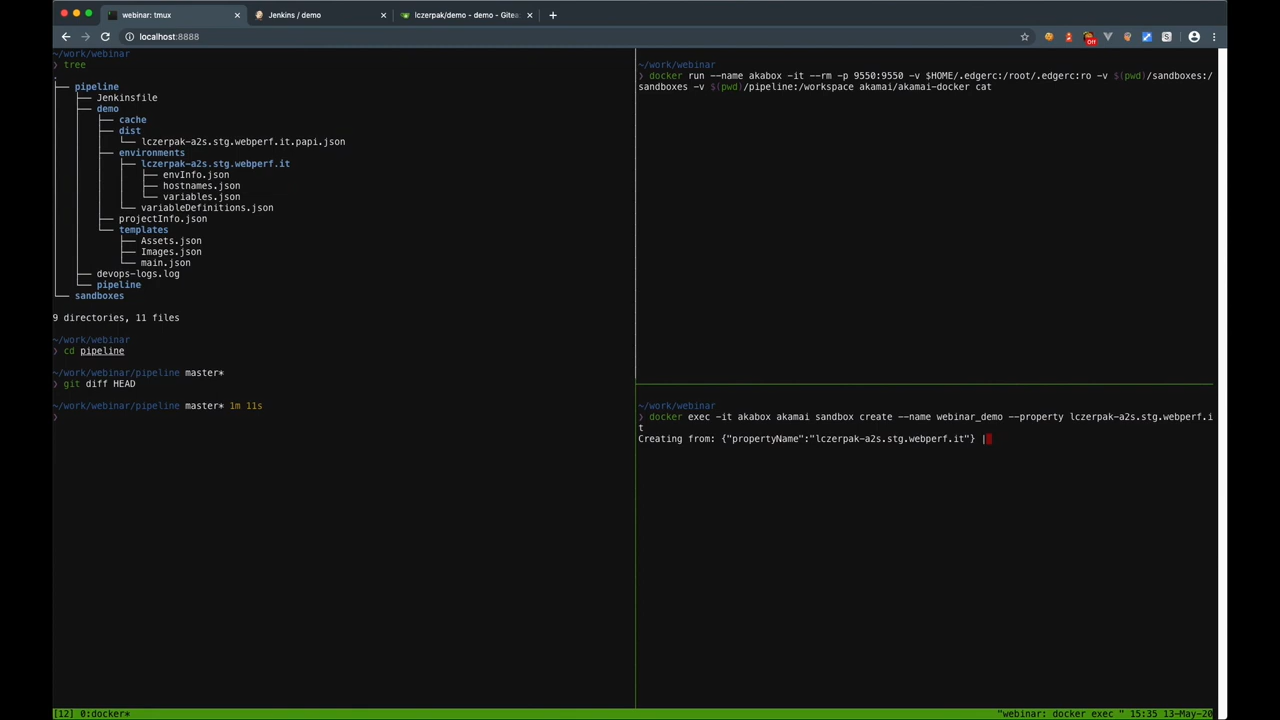 webinar: tmux
Jenkins / demo
lczerpak/demo - demo - Gitea:
localhost:8888
Off
S
~/work/webinar
❯ tree
.
├── pipeline
│   ├── Jenkinsfile
│   ├── demo
│   │   ├── cache
│   │   ├── dist
│   │   │   └── lczerpak-a2s.stg.webperf.it.papi.json
│   │   ├── environments
│   │   │   ├── lczerpak-a2s.stg.webperf.it
│   │   │   │   ├── envInfo.json
│   │   │   │   ├── hostnames.json
│   │   │   │   └── variables.json
│   │   │   └── variableDefinitions.json
│   │   ├── projectInfo.json
│   │   └── templates
│   │       ├── Assets.json
│   │       ├── Images.json
│   │       └── main.json
│   ├── devops-logs.log
│   └── pipeline
└── sandboxes
9 directories, 11 files
~/work/webinar
❯ cd pipeline
~/work/webinar/pipeline master*
❯ git diff HEAD
~/work/webinar/pipeline master* 1m 11s
❯
~/work/webinar
❯ docker run --name akabox -it --rm -p 9550:9550 -v $HOME/.edgerc:/root/.edgerc:ro -v $(pwd)/sandboxes:/
sandboxes -v $(pwd)/pipeline:/workspace akamai/akamai-docker cat
~/work/webinar
❯ docker exec -it akabox akamai sandbox create --name webinar_demo --property lczerpak-a2s.stg.webperf.i
t
Creating from: {"propertyName":"lczerpak-a2s.stg.webperf.it"} |
[12] 0:docker*
"webinar: docker exec " 15:35 13-May-20